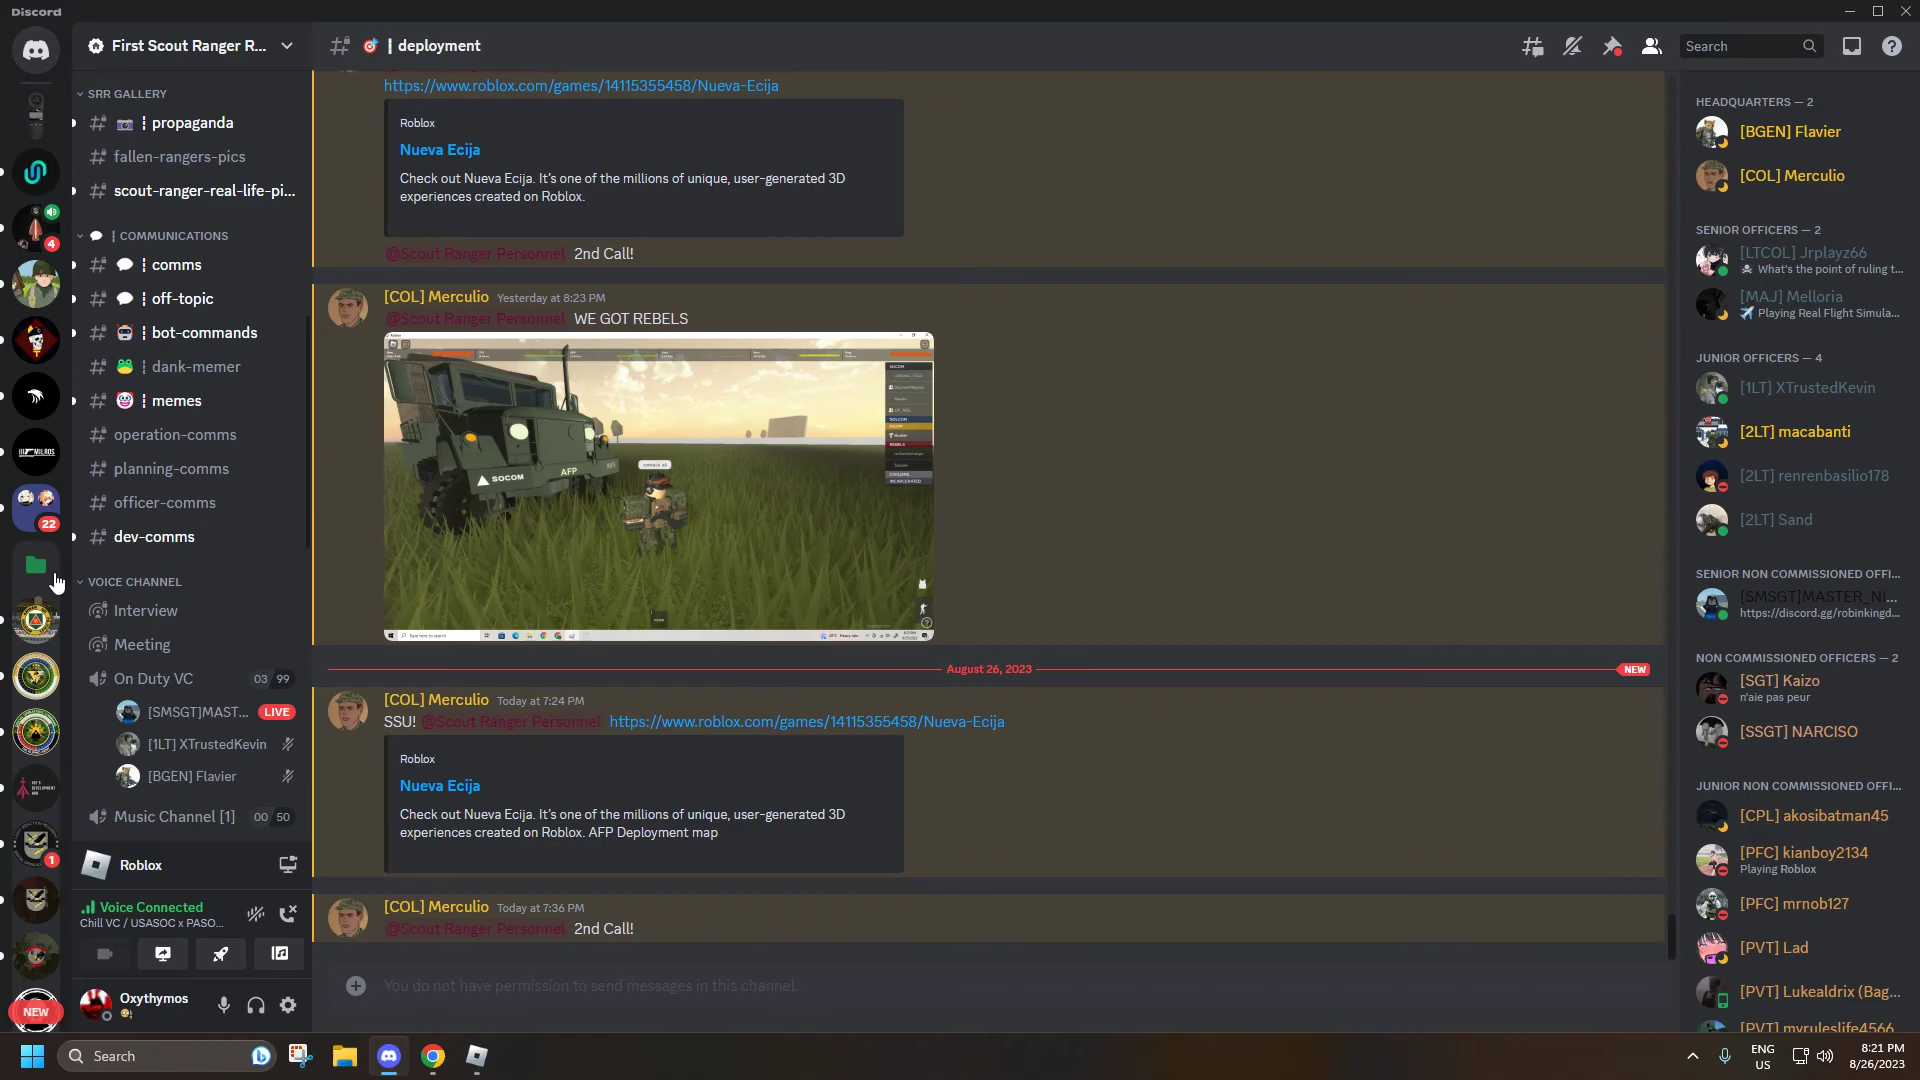 Discord
First Scout Ranger R...
SRR GALLERY
propaganda
fallen-rangers-pics
scout-ranger-real-life-pi...
| COMMUNICATIONS
comms
off-topic
bot-commands
dank-memer
memes
operation-comms
planning-comms
officer-comms
dev-comms
VOICE CHANNEL
Interview
Meeting
On Duty VC 03 99
[SMSGT]MAST... LIVE
[1LT] XTrustedKevin
[BGEN] Flavier
Music Channel [1] 00 50
Roblox
Voice Connected
Chill VC / USASOC x PASO...
Oxythymos
4
MILROS
22
1
NEW
| deployment
Search
https://www.roblox.com/games/14115355458/Nueva-Ecija
Roblox
Nueva Ecija
Check out Nueva Ecija. It's one of the millions of unique, user-generated 3D
experiences created on Roblox.
@Scout Ranger Personnel 2nd Call!
[COL] Merculio Yesterday at 8:23 PM
@Scout Ranger Personnel WE GOT REBELS
SOCOM
AFP
SOCOM
REBELS
INCARCERATED
Type here to search
August 26, 2023 NEW
[COL] Merculio Today at 7:24 PM
SSU! @Scout Ranger Personnel https://www.roblox.com/games/14115355458/Nueva-Ecija
Roblox
Nueva Ecija
Check out Nueva Ecija. It's one of the millions of unique, user-generated 3D
experiences created on Roblox. AFP Deployment map
[COL] Merculio Today at 7:36 PM
@Scout Ranger Personnel 2nd Call!
You do not have permission to send messages in this channel.
HEADQUARTERS — 2
[BGEN] Flavier
[COL] Merculio
SENIOR OFFICERS — 2
[LTCOL] Jrplayz66
What's the point of ruling t...
[MAJ] Melloria
Playing Real Flight Simula...
JUNIOR OFFICERS — 4
[1LT] XTrustedKevin
[2LT] macabanti
[2LT] renrenbasilio178
[2LT] Sand
SENIOR NON COMMISSIONED OFFI...
[SMSGT]MASTER_NI...
https://discord.gg/robinkingd...
NON COMMISSIONED OFFICERS — 2
[SGT] Kaizo
n'aie pas peur
[SSGT] NARCISO
JUNIOR NON COMMISSIONED OFFI...
[CPL] akosibatman45
[PFC] kianboy2134
Playing Roblox
[PFC] mrnob127
[PVT] Lad
[PVT] Lukealdrix (Bag...
[PVT] myruleslife4566
Search
ENG
US
8:21 PM
8/26/2023